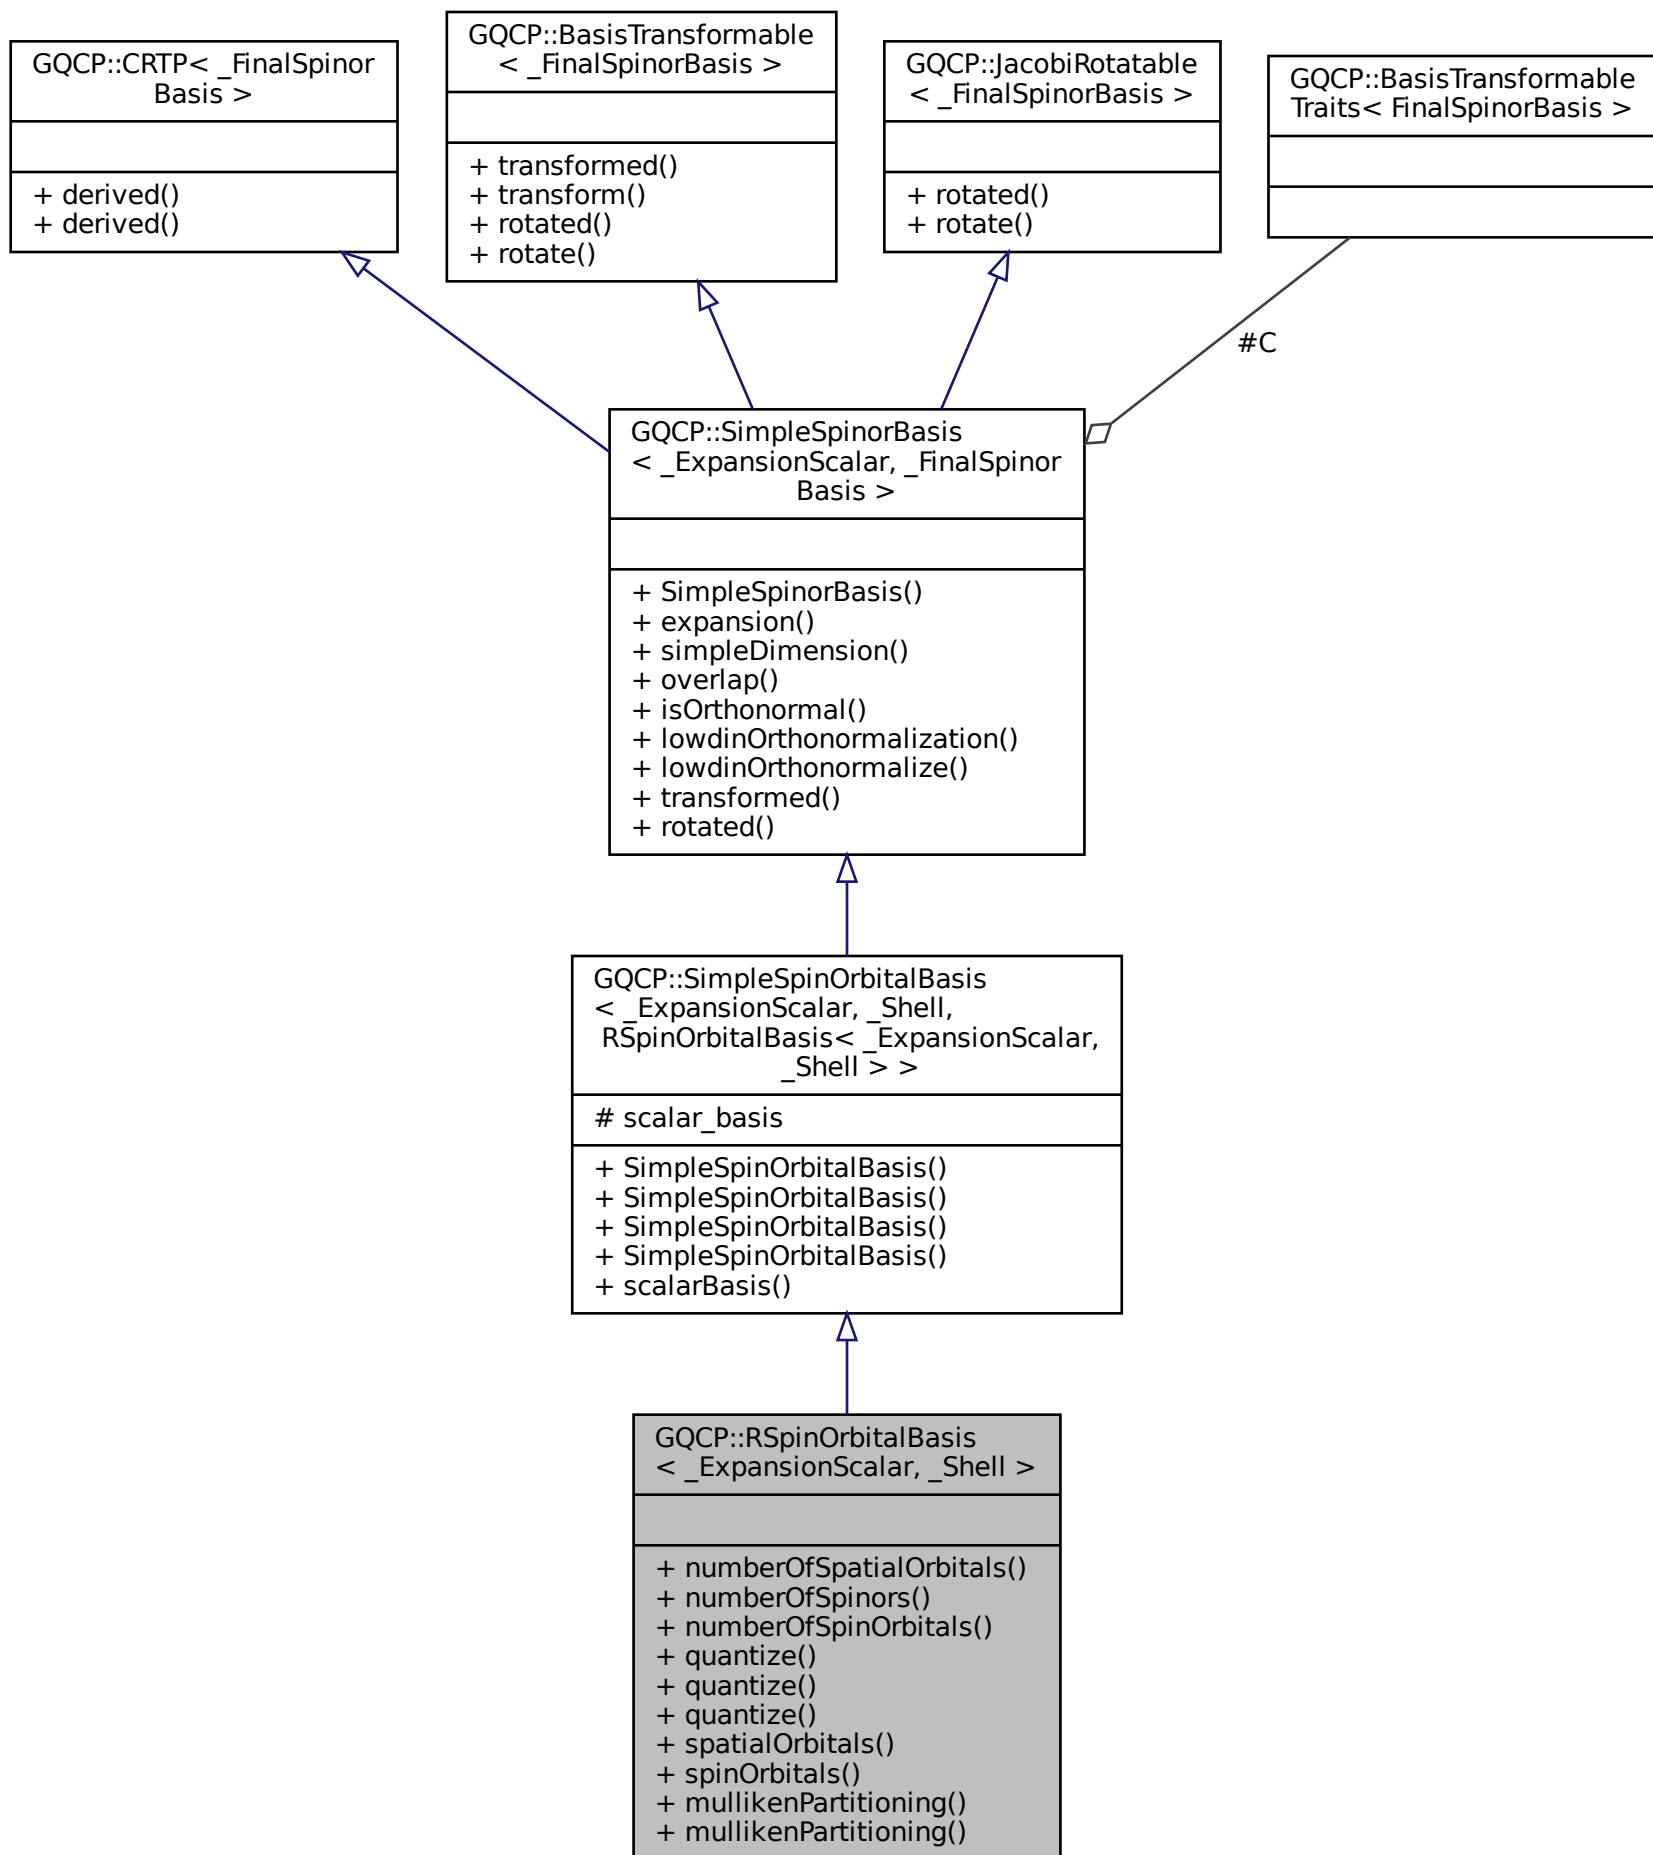 GQCP::CRTP< _FinalSpinor
Basis >
+ derived()
+ derived()
GQCP::BasisTransformable
< _FinalSpinorBasis >
+ transformed()
+ transform()
+ rotated()
+ rotate()
GQCP::JacobiRotatable
< _FinalSpinorBasis >
+ rotated()
+ rotate()
GQCP::BasisTransformable
Traits< FinalSpinorBasis >
#C
GQCP::SimpleSpinorBasis
< _ExpansionScalar, _FinalSpinor
Basis >
+ SimpleSpinorBasis()
+ expansion()
+ simpleDimension()
+ overlap()
+ isOrthonormal()
+ lowdinOrthonormalization()
+ lowdinOrthonormalize()
+ transformed()
+ rotated()
GQCP::SimpleSpinOrbitalBasis
< _ExpansionScalar, _Shell,
RSpinOrbitalBasis< _ExpansionScalar,
_Shell > >
# scalar_basis
+ SimpleSpinOrbitalBasis()
+ SimpleSpinOrbitalBasis()
+ SimpleSpinOrbitalBasis()
+ SimpleSpinOrbitalBasis()
+ scalarBasis()
GQCP::RSpinOrbitalBasis
< _ExpansionScalar, _Shell >
+ numberOfSpatialOrbitals()
+ numberOfSpinors()
+ numberOfSpinOrbitals()
+ quantize()
+ quantize()
+ quantize()
+ spatialOrbitals()
+ spinOrbitals()
+ mullikenPartitioning()
+ mullikenPartitioning()